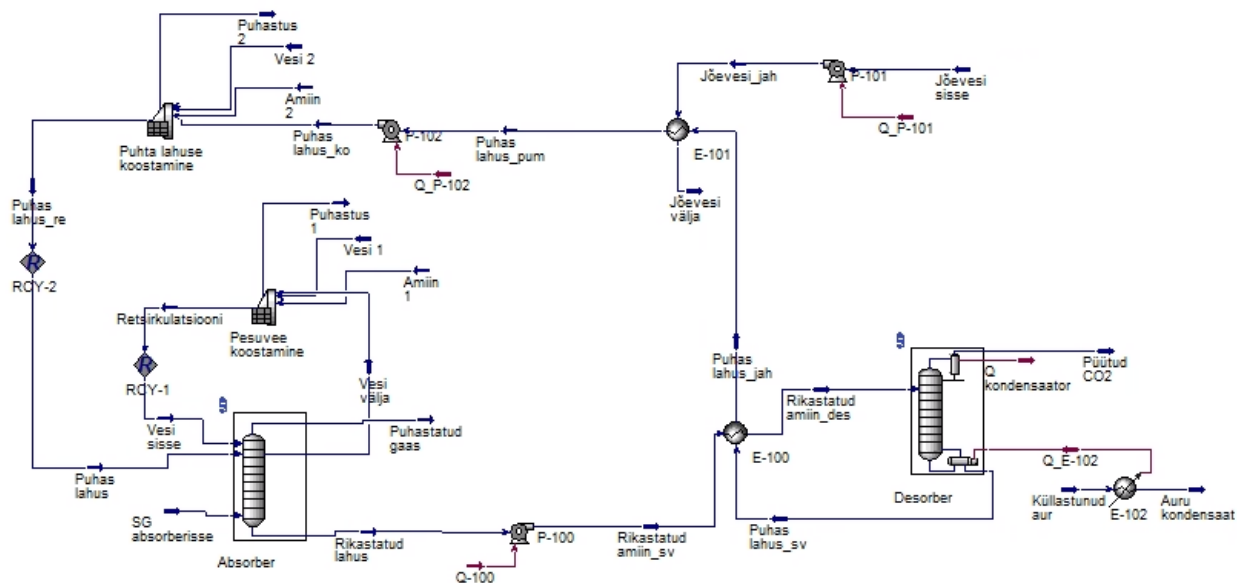 Puhastus
2
Vesi 2
Amiin
2
Puhta lahuse
koostamine
Puhas
lahus_ko
P-102
Q_P-102
Puhas
lahus_pum
E-101
Jõevesi_jah
P-101
Jõevesi
sisse
Q_P-101
Jõevesi
välja
Puhas
lahus_re
RCY-2
Puhastus
1
Vesi 1
Amiin
1
Retsirkulatsiooni
Pesuvee
koostamine
RCY-1
Vesi
välja
Vesi
sisse
Puhastatud
gaas
Puhas
lahus
SG
absorberisse
Absorber
Rikastatud
lahus
P-100
Q-100
Rikastatud
amiin_sv
Puhas
lahus_jah
E-100
Rikastatud
amiin_des
Puhas
lahus_sv
Q
kondensaator
Püütud
CO2
Desorber
Q_E-102
Küllastunud
aur
E-102
Auru
kondensaat